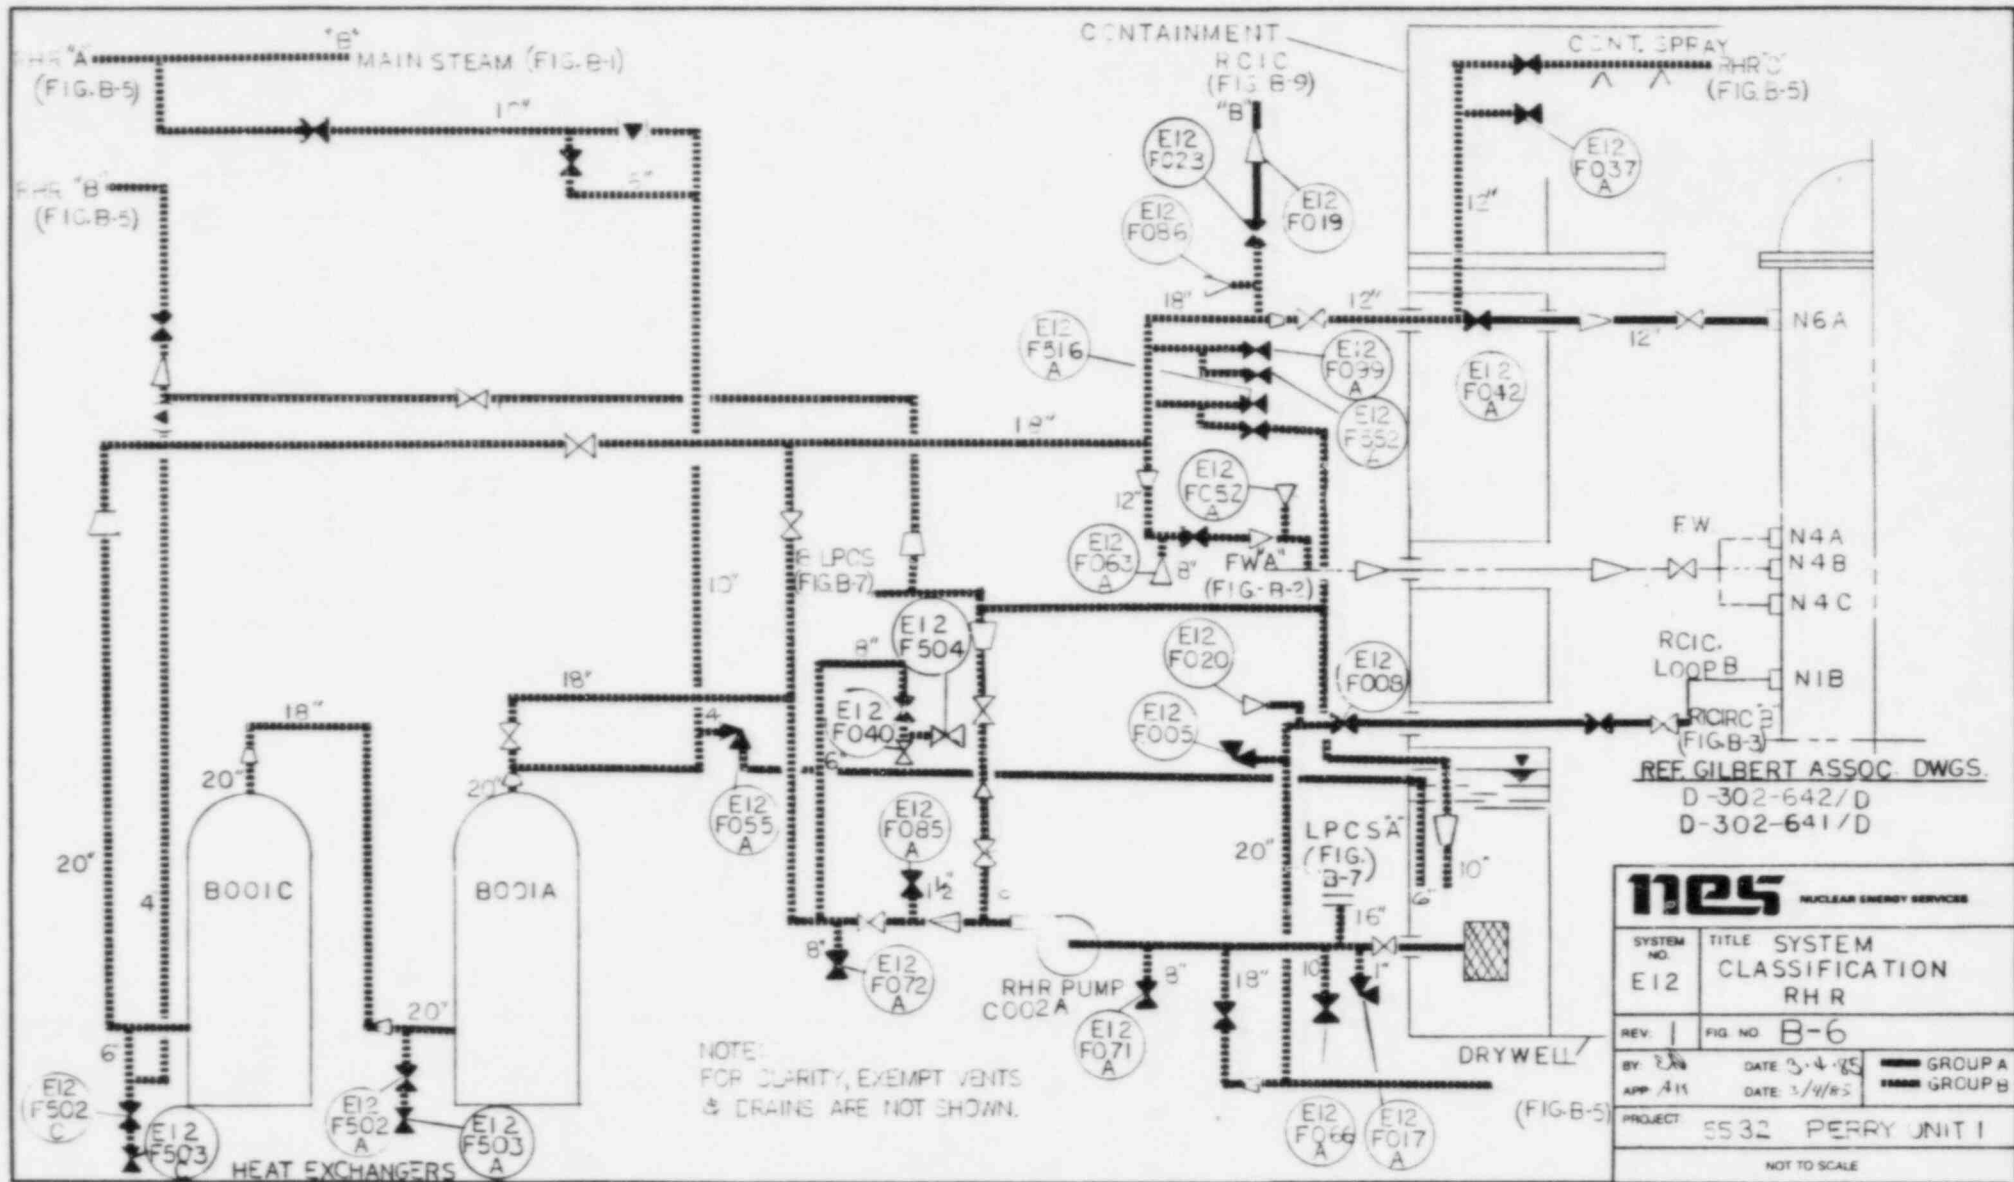 "B"
MAIN STEAM (FIG. B-1)
RHR "A"
(FIG. B-5)
10"
5"
RHR "B"
(FIG. B-5)
CONTAINMENT
RCIC
(FIG. B-9)
"B"
E12
F023
E12
F019
E12
F086
CONT. SPRAY
(FIG. B-5)
E12
F037
A
12"
18"
12"
12"
N6A
E12
F042
A
E12
F516
A
E12
F099
A
E12
F552
18"
12"
E12
F052
A
E12
F063
A
8"
FW"A"
(FIG. B-2)
F.W
N4A
N4B
N4C
LPCS
(FIG. B-7)
10"
E12
F504
8"
E12
F040
6"
18"
4
E12
F055
A
E12
F085
A
1½"
E12
F020
E12
F008
E12
F005
RCIC.
LOOP B
N1B
RICIRC "B"
(FIG. B-3)
REF. GILBERT ASSOC. DWGS.
D-302-642/D
D-302-641/D
18"
20"
20"
20"
4
B001C
B001A
20"
6"
E12
F502
C
E12
F503
C
E12
F502
A
E12
F503
A
HEAT EXCHANGERS
8"
E12
F072
A
RHR PUMP
C002A
E12
F071
A
8"
18"
20"
LPCS"A"
(FIG.
B-7)
16"
10
1"
6"
10"
E12
F066
A
E12
F017
A
DRYWELL
(FIG. B-5)
NOTE:
FOR CLARITY, EXEMPT VENTS
& DRAINS ARE NOT SHOWN.
nes NUCLEAR ENERGY SERVICES
SYSTEM NO.
E12
TITLE SYSTEM
CLASSIFICATION
RHR
REV: 1
FIG. NO. B-6
BY:
DATE: 3-4-85
APP.
DATE: 3/4/85
GROUP A
GROUP B
PROJECT: 5532 PERRY UNIT 1
NOT TO SCALE